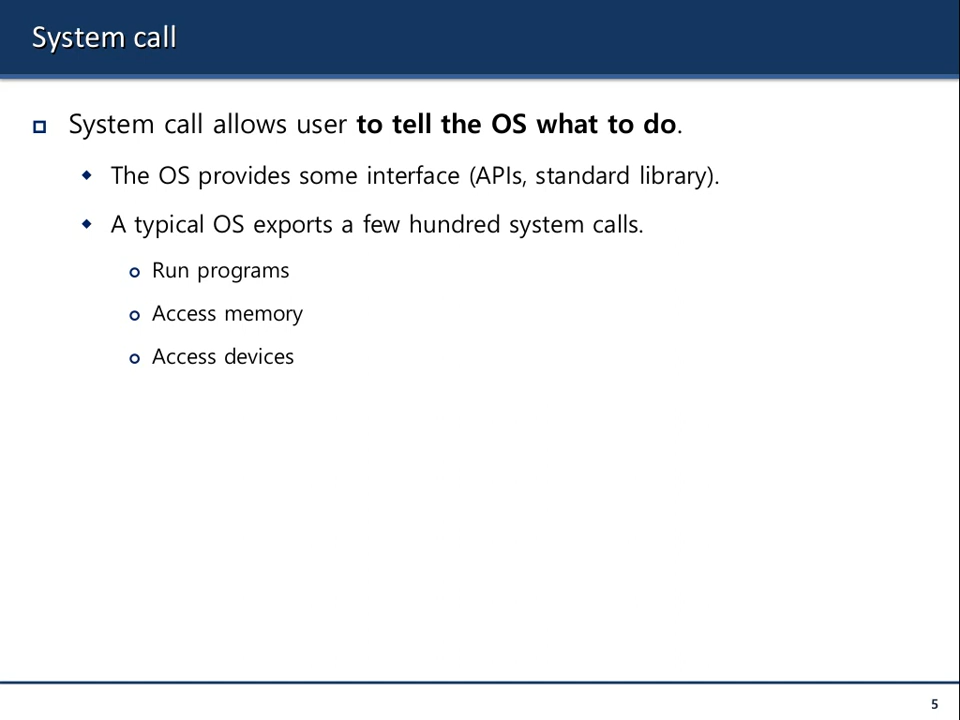 System call
System call allows user to tell the OS what to do.
The OS provides some interface (APIs, standard library).
A typical OS exports a few hundred system calls.
Run programs
Access memory
Access devices
5